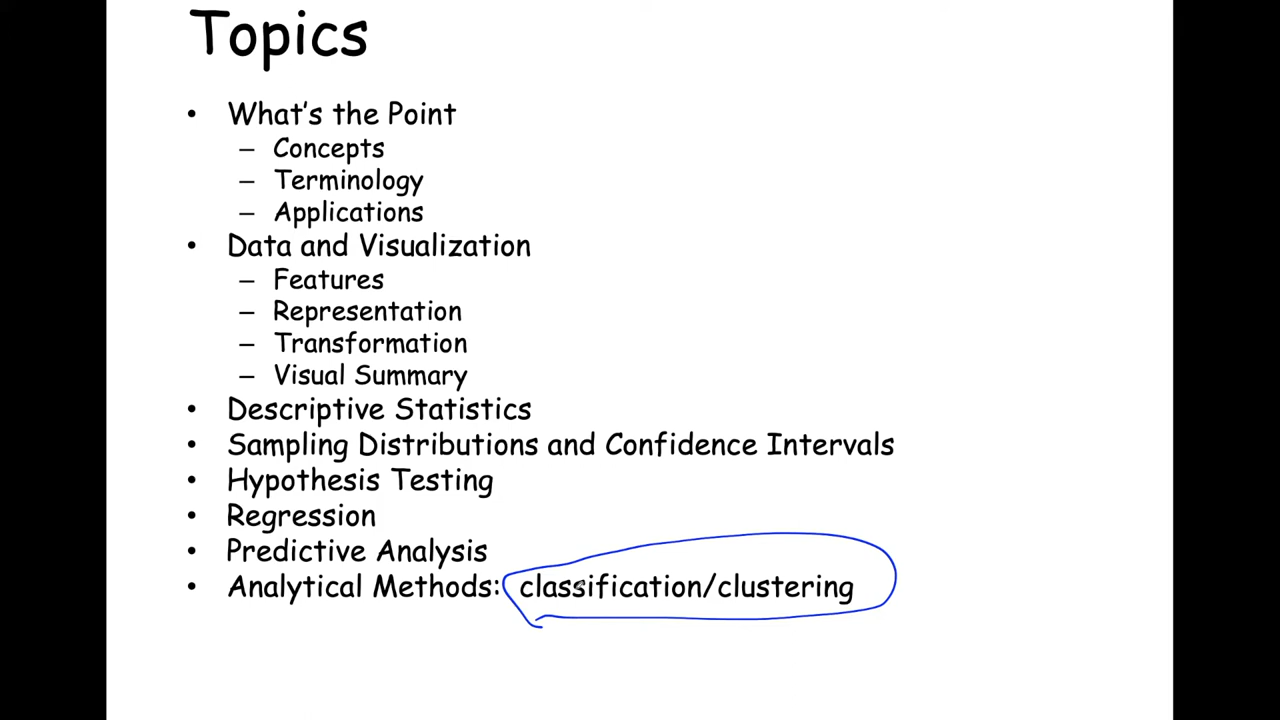 Topics
• What's the Point
– Concepts
– Terminology
– Applications
• Data and Visualization
– Features
– Representation
– Transformation
– Visual Summary
• Descriptive Statistics
• Sampling Distributions and Confidence Intervals
• Hypothesis Testing
• Regression
• Predictive Analysis
• Analytical Methods: classification/clustering